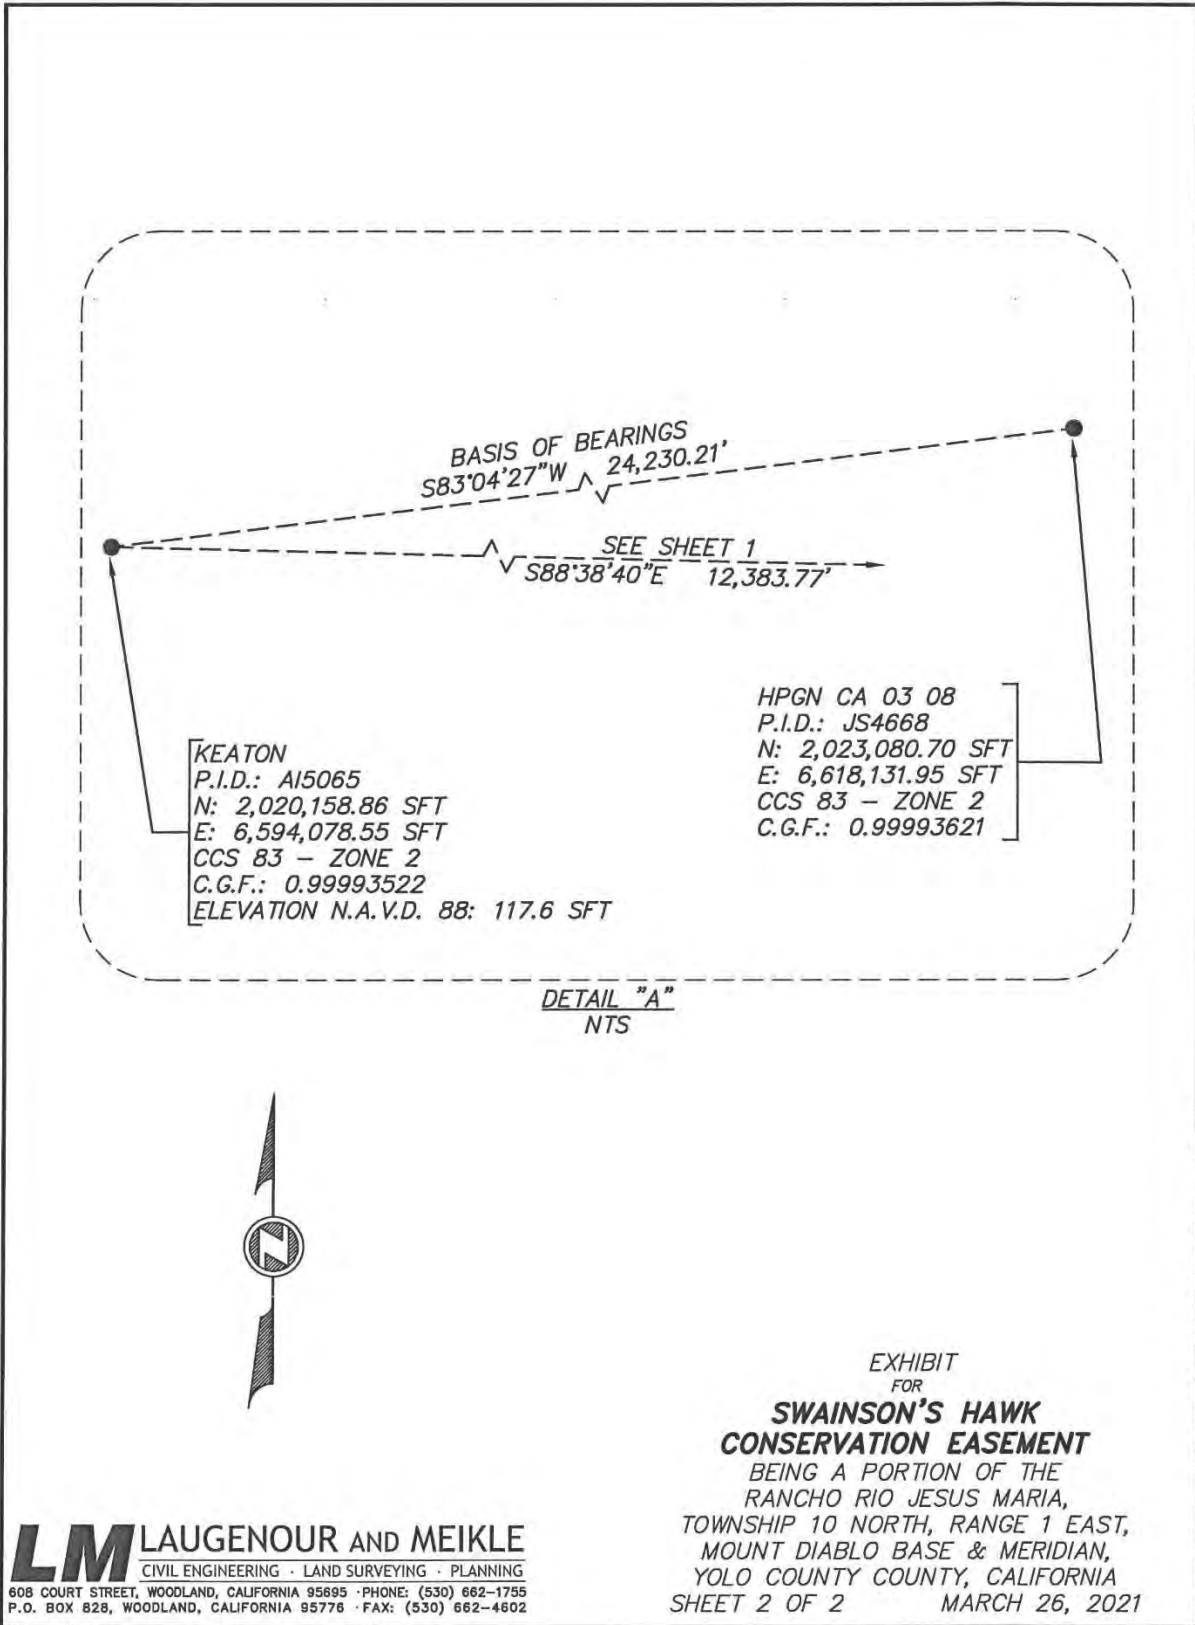 BASIS OF BEARINGS
S83°04'27"W 24,230.21'
SEE SHEET 1
S88°38'40"E 12,383.77'
HPGN CA 03 08
P.I.D.: JS4668
N: 2,023,080.70 SFT
E: 6,618,131.95 SFT
CCS 83 – ZONE 2
C.G.F.: 0.99993621
KEATON
P.I.D.: AI5065
N: 2,020,158.86 SFT
E: 6,594,078.55 SFT
CCS 83 – ZONE 2
C.G.F.: 0.99993522
ELEVATION N.A.V.D. 88: 117.6 SFT
DETAIL "A"
NTS
N
EXHIBIT
FOR
SWAINSON'S HAWK
CONSERVATION EASEMENT
BEING A PORTION OF THE
RANCHO RIO JESUS MARIA,
TOWNSHIP 10 NORTH, RANGE 1 EAST,
MOUNT DIABLO BASE & MERIDIAN,
YOLO COUNTY COUNTY, CALIFORNIA
SHEET 2 OF 2 MARCH 26, 2021
LM LAUGENOUR AND MEIKLE
CIVIL ENGINEERING · LAND SURVEYING · PLANNING
608 COURT STREET, WOODLAND, CALIFORNIA 95695 · PHONE: (530) 662–1755
P.O. BOX 828, WOODLAND, CALIFORNIA 95776 · FAX: (530) 662–4602